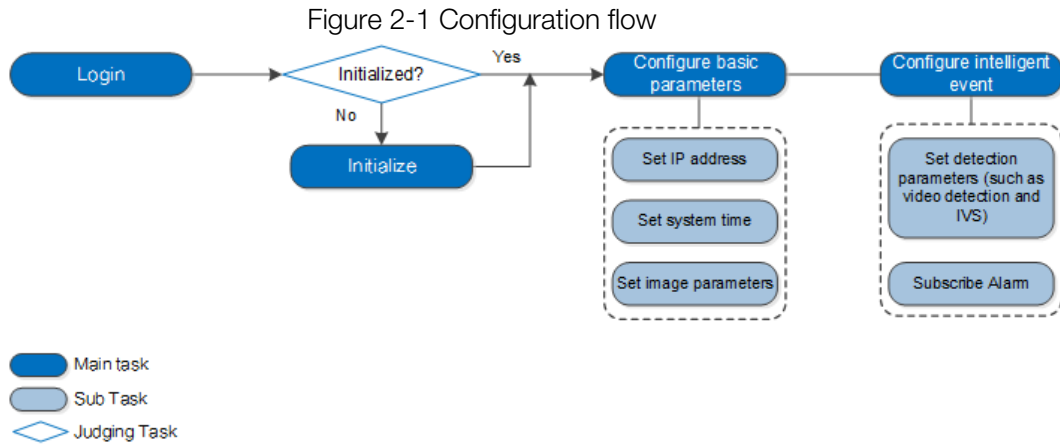 Figure 2-1 Configuration flow
Login
Initialized?
Yes
No
Initialize
Configure basic
parameters
Set IP address
Set system time
Set image parameters
Configure intelligent
event
Set detection
parameters (such as
video detection and
IVS)
Subscribe Alarm
Main task
Sub Task
Judging Task